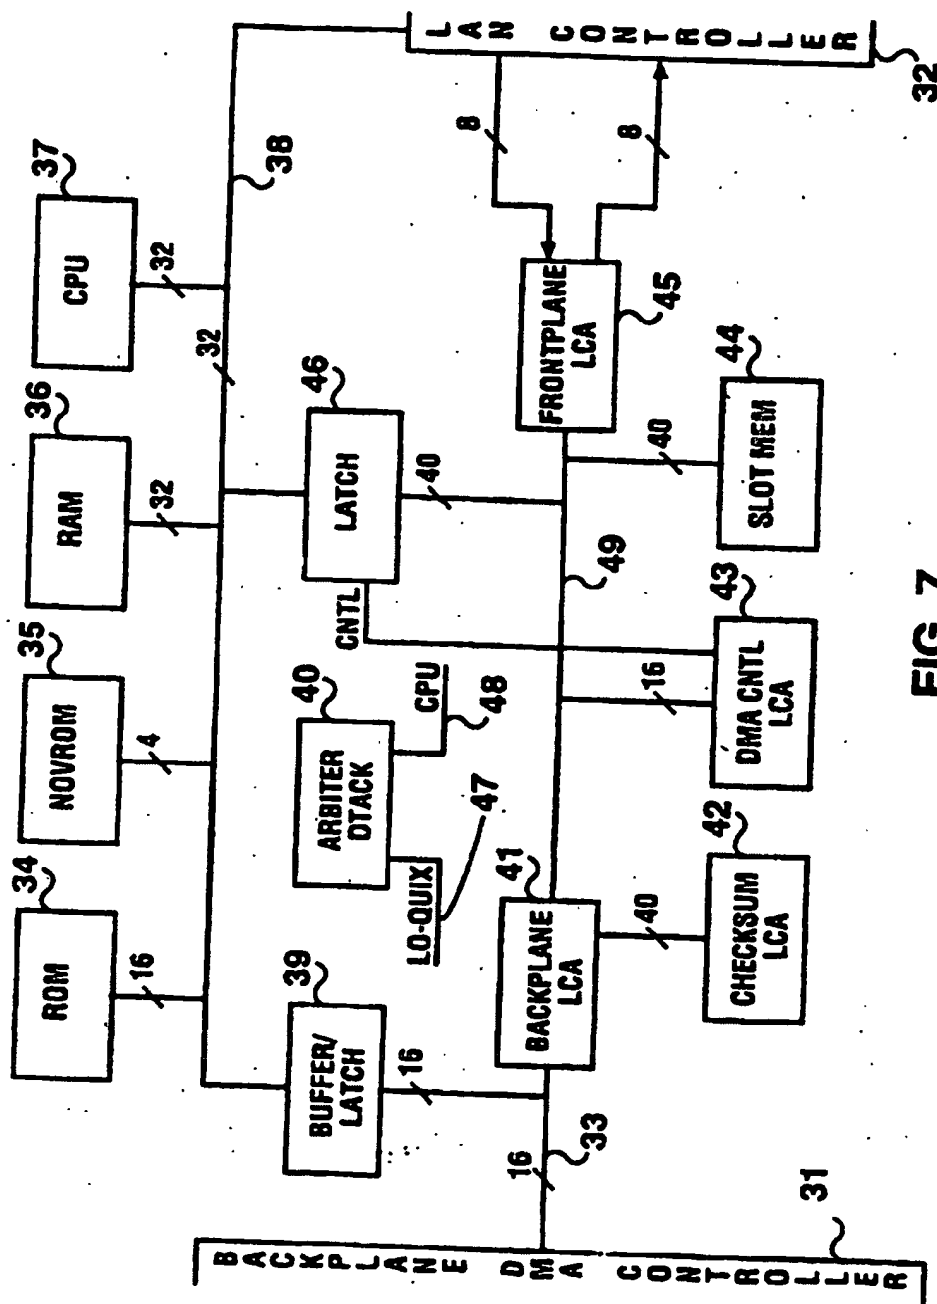 ROM
34
16
NOVROM
35
4
RAM
36
32
CPU
37
32
32
38
BUFFER/
LATCH
39
16
ARBITER
DTACK
40
LO-QUIX
47
CPU
48
LATCH
46
CNTL
40
BACKPLANE DMA CONTROLLER
31
16
33
BACKPLANE
LCA
41
49
FRONTPLANE
LCA
45
8
8
LAN CONTROLLER
32
CHECKSUM
LCA
42
40
DMA CNTL
LCA
43
16
SLOT MEM
44
40
FIG 7